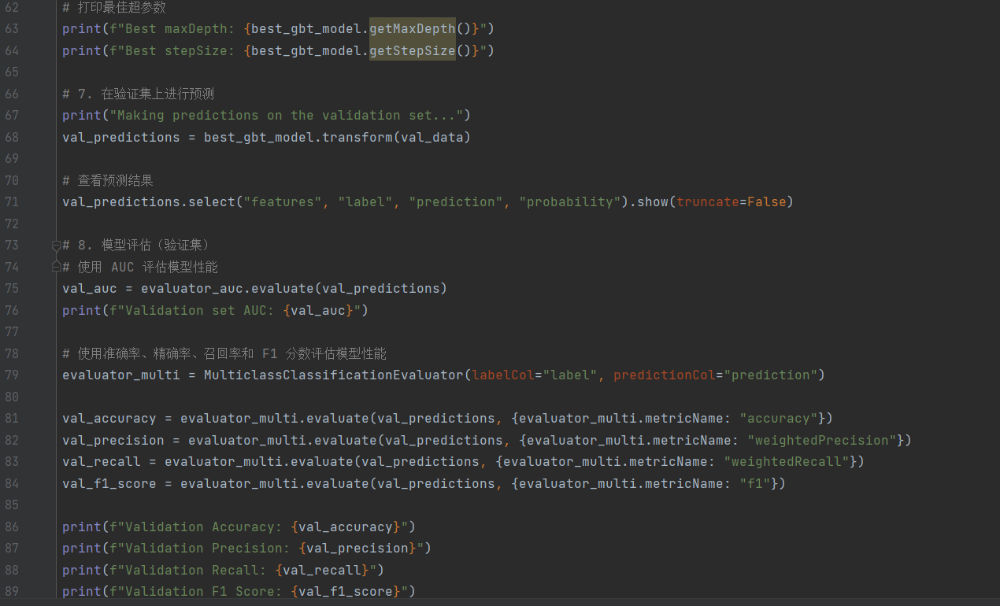 62 # 打印最佳超参数
63 print(f"Best maxDepth: {best_gbt_model.getMaxDepth()}")
64 print(f"Best stepSize: {best_gbt_model.getStepSize()}")
65
66 # 7. 在验证集上进行预测
67 print("Making predictions on the validation set...")
68 val_predictions = best_gbt_model.transform(val_data)
69
70 # 查看预测结果
71 val_predictions.select("features", "label", "prediction", "probability").show(truncate=False)
72
73 # 8. 模型评估（验证集）
74 # 使用 AUC 评估模型性能
75 val_auc = evaluator_auc.evaluate(val_predictions)
76 print(f"Validation set AUC: {val_auc}")
77
78 # 使用准确率、精确率、召回率和 F1 分数评估模型性能
79 evaluator_multi = MulticlassClassificationEvaluator(labelCol="label", predictionCol="prediction")
80
81 val_accuracy = evaluator_multi.evaluate(val_predictions, {evaluator_multi.metricName: "accuracy"})
82 val_precision = evaluator_multi.evaluate(val_predictions, {evaluator_multi.metricName: "weightedPrecision"})
83 val_recall = evaluator_multi.evaluate(val_predictions, {evaluator_multi.metricName: "weightedRecall"})
84 val_f1_score = evaluator_multi.evaluate(val_predictions, {evaluator_multi.metricName: "f1"})
85
86 print(f"Validation Accuracy: {val_accuracy}")
87 print(f"Validation Precision: {val_precision}")
88 print(f"Validation Recall: {val_recall}")
89 print(f"Validation F1 Score: {val_f1_score}")